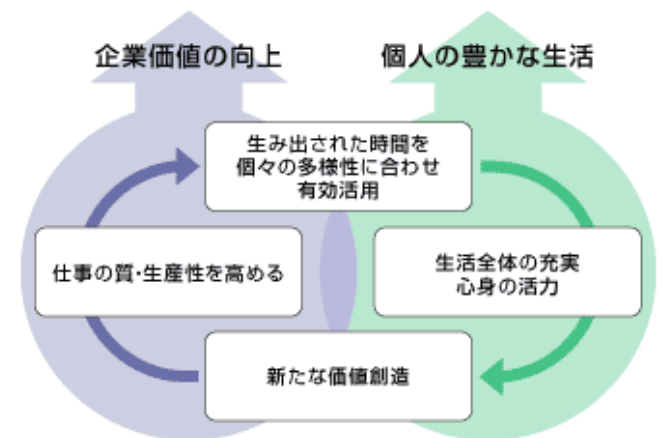 企業価値の向上
個人の豊かな生活
生み出された時間を
個々の多様性に合わせ
有効活用
仕事の質・生産性を高める
生活全体の充実
心身の活力
新たな価値創造